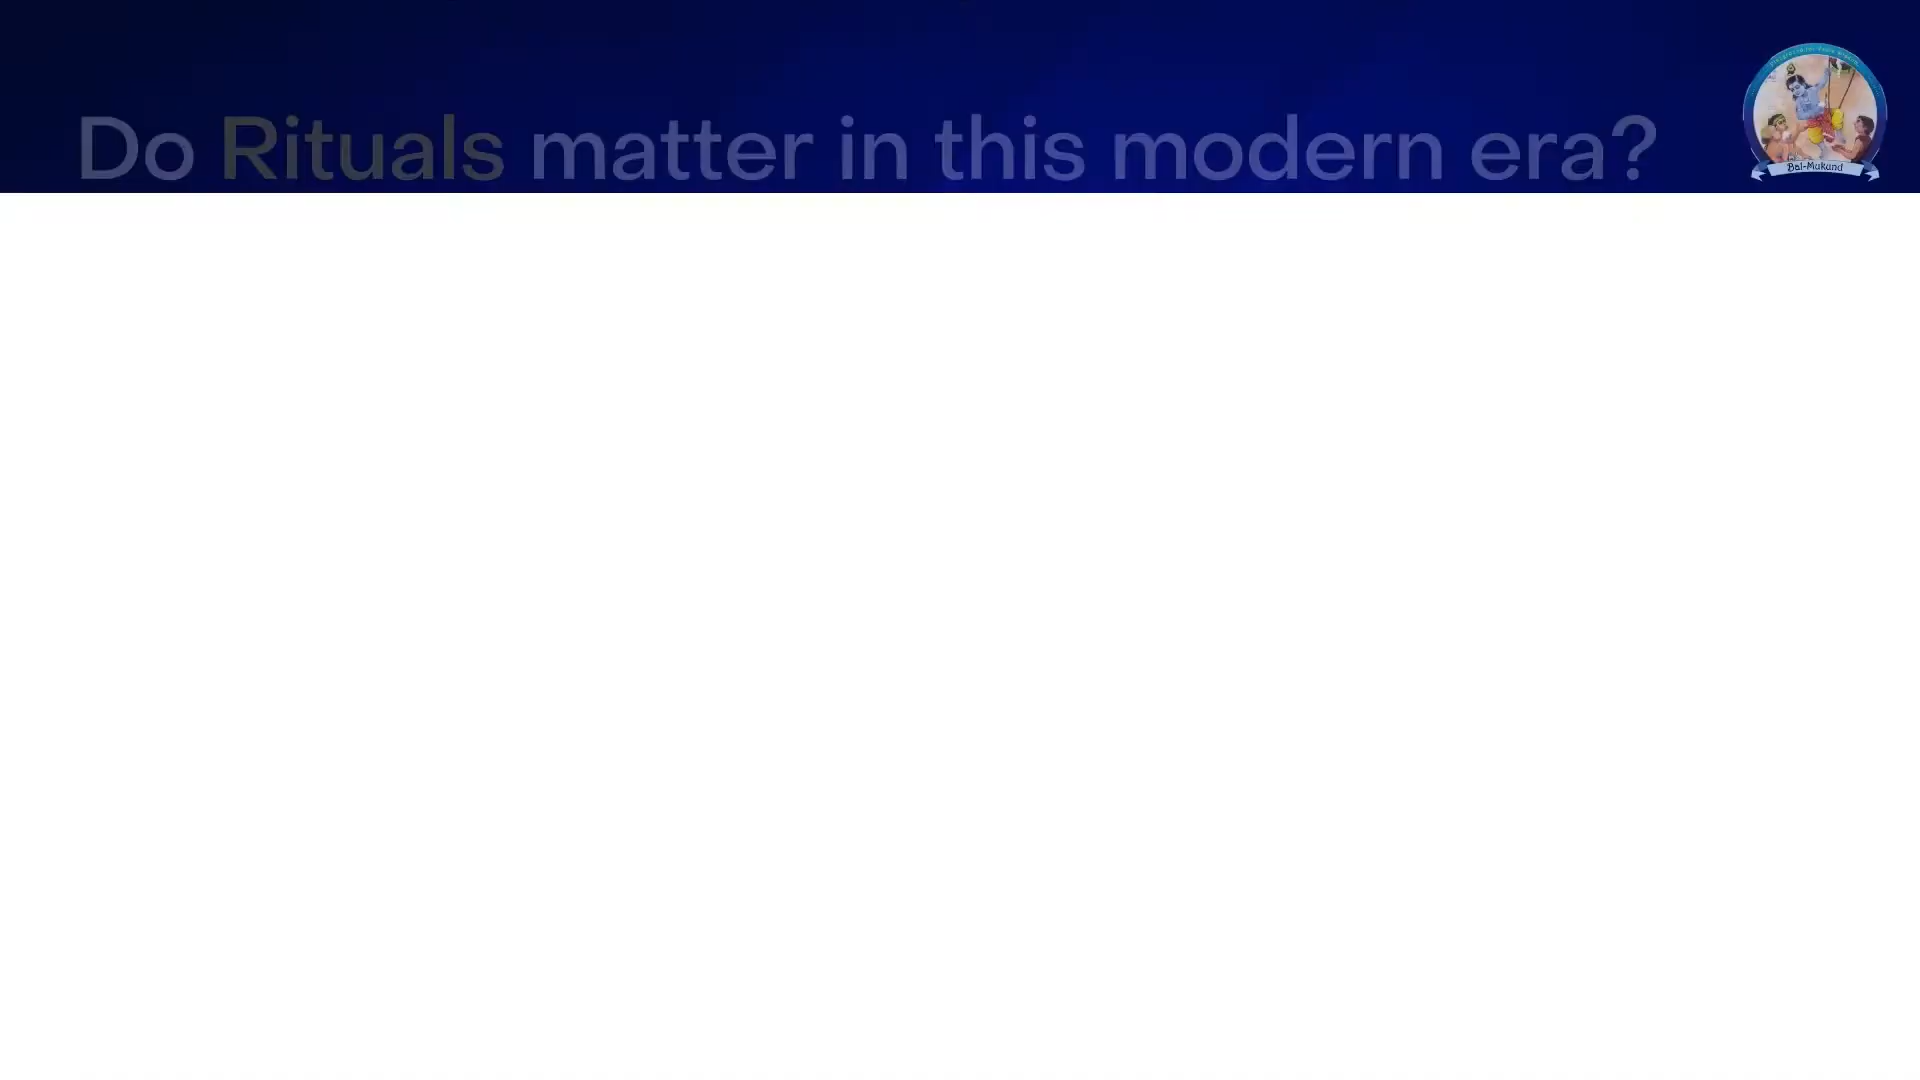 Do Rituals matter in this modern era?
Bal-Mukund